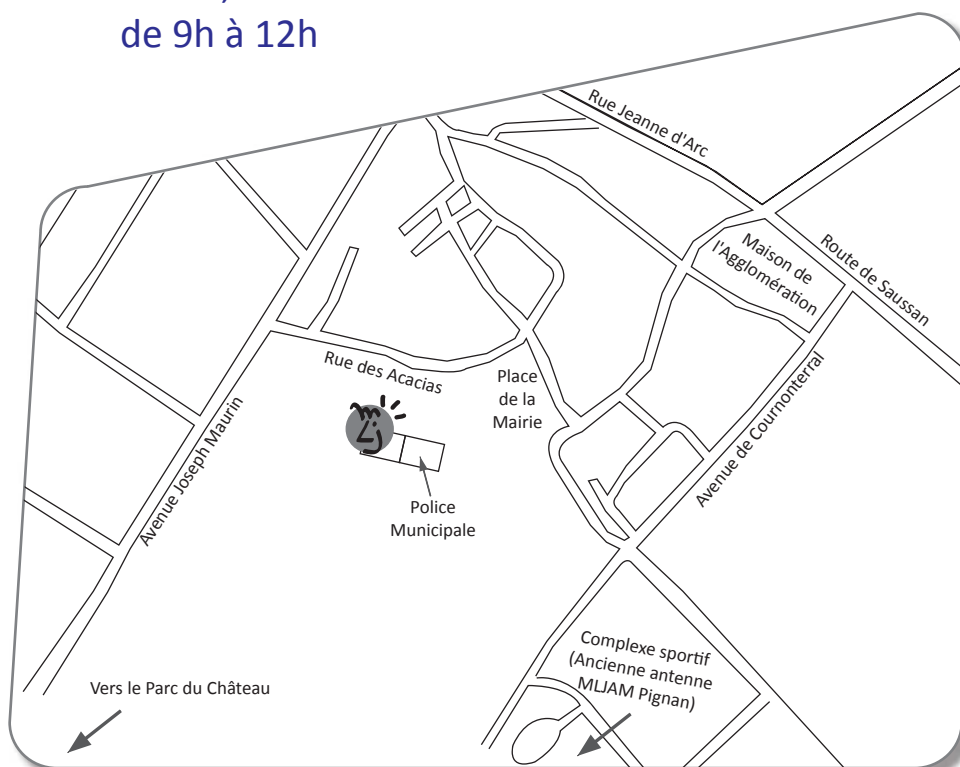 de 9h à 12h
Rue Jeanne d'Arc
Maison de
l'Agglomération
Route de Saussan
Rue des Acacias
Place
de la
Mairie
Avenue Joseph Maurin
Avenue de Cournonterral
Police
Municipale
Complexe sportif
(Ancienne antenne
MLJAM Pignan)
Vers le Parc du Château